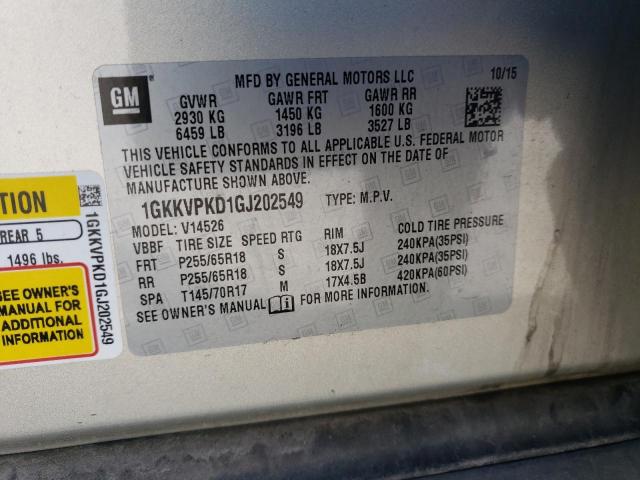 GM
MFD BY GENERAL MOTORS LLC 10/15
GVWR GAWR FRT GAWR RR
2930 KG 1450 KG 1600 KG
6459 LB 3196 LB 3527 LB
THIS VEHICLE CONFORMS TO ALL APPLICABLE U.S. FEDERAL MOTOR
VEHICLE SAFETY STANDARDS IN EFFECT ON THE DATE OF
MANUFACTURE SHOWN ABOVE.
1GKKVPKD1GJ202549 TYPE: M.P.V.
MODEL: V14526
VBBF TIRE SIZE SPEED RTG RIM COLD TIRE PRESSURE
FRT P255/65R18 S 18X7.5J 240KPA(35PSI)
RR P255/65R18 S 18X7.5J 240KPA(35PSI)
SPA T145/70R17 M 17X4.5B 420KPA(60PSI)
SEE OWNER'S MANUAL FOR MORE INFORMATION.
TION
REAR 5
1496 lbs.
SEE OWNER'S
MANUAL FOR
ADDITIONAL
INFORMATION
1GKKVPKD1GJ202549